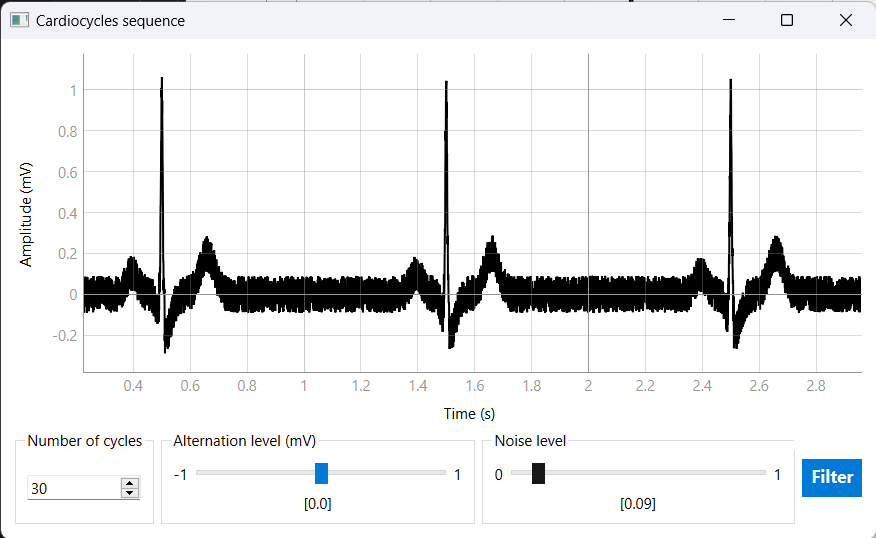 Cardiocycles sequence
Amplitude (mV)
1
0.8
0.6
0.4
0.2
0
-0.2
0.4 0.6 0.8 1 1.2 1.4 1.6 1.8 2 2.2 2.4 2.6 2.8
Time (s)
Number of cycles
30
Alternation level (mV)
-1 1
[0.0]
Noise level
0 1
[0.09]
Filter